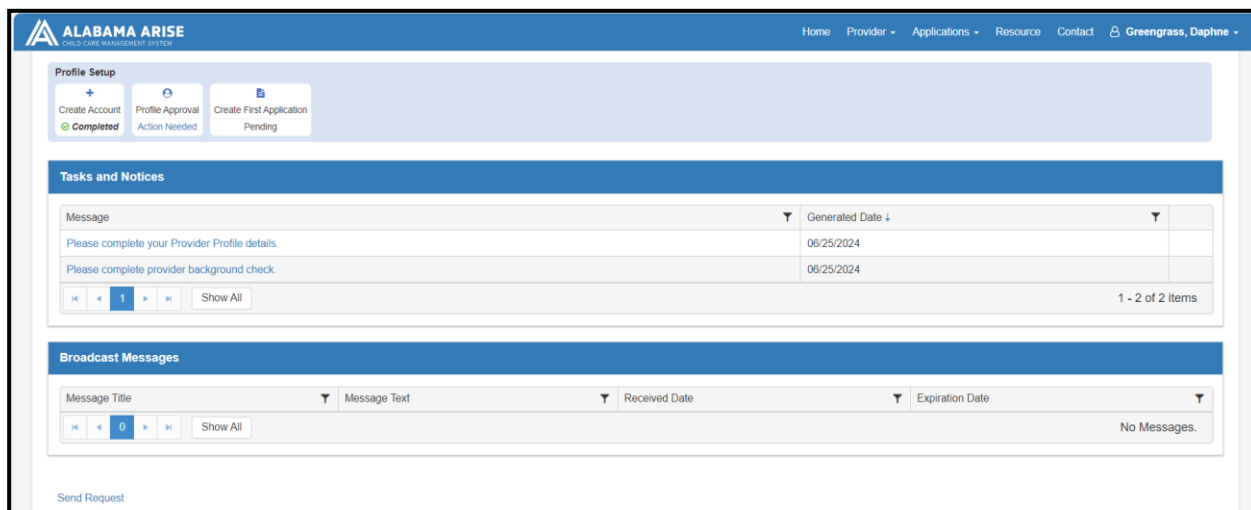 ALABAMA ARISE
CHILD CARE MANAGEMENT SYSTEM
Home Provider Applications Resource Contact Greengrass, Daphne
Profile Setup
Create Account Profile Approval Create First Application
Completed Action Needed Pending
Tasks and Notices
Message Generated Date ↓
Please complete your Provider Profile details. 06/25/2024
Please complete provider background check. 06/25/2024
1 Show All 1 - 2 of 2 items
Broadcast Messages
Message Title Message Text Received Date Expiration Date
0 Show All No Messages.
Send Request